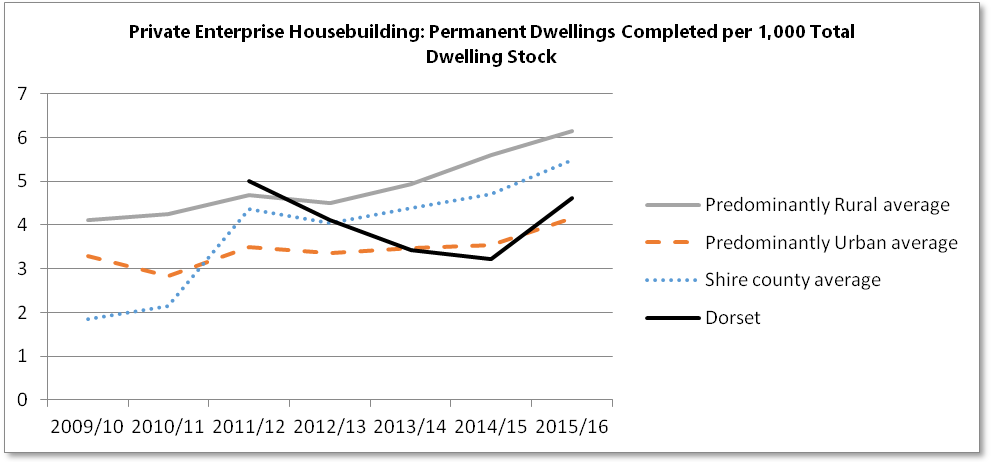 Private Enterprise Housebuilding: Permanent Dwellings Completed per 1,000 Total
Dwelling Stock
7
6
5
4
3
2
1
0
2009/10 2010/11 2011/12 2012/13 2013/14 2014/15 2015/16
Predominantly Rural average
Predominantly Urban average
Shire county average
Dorset